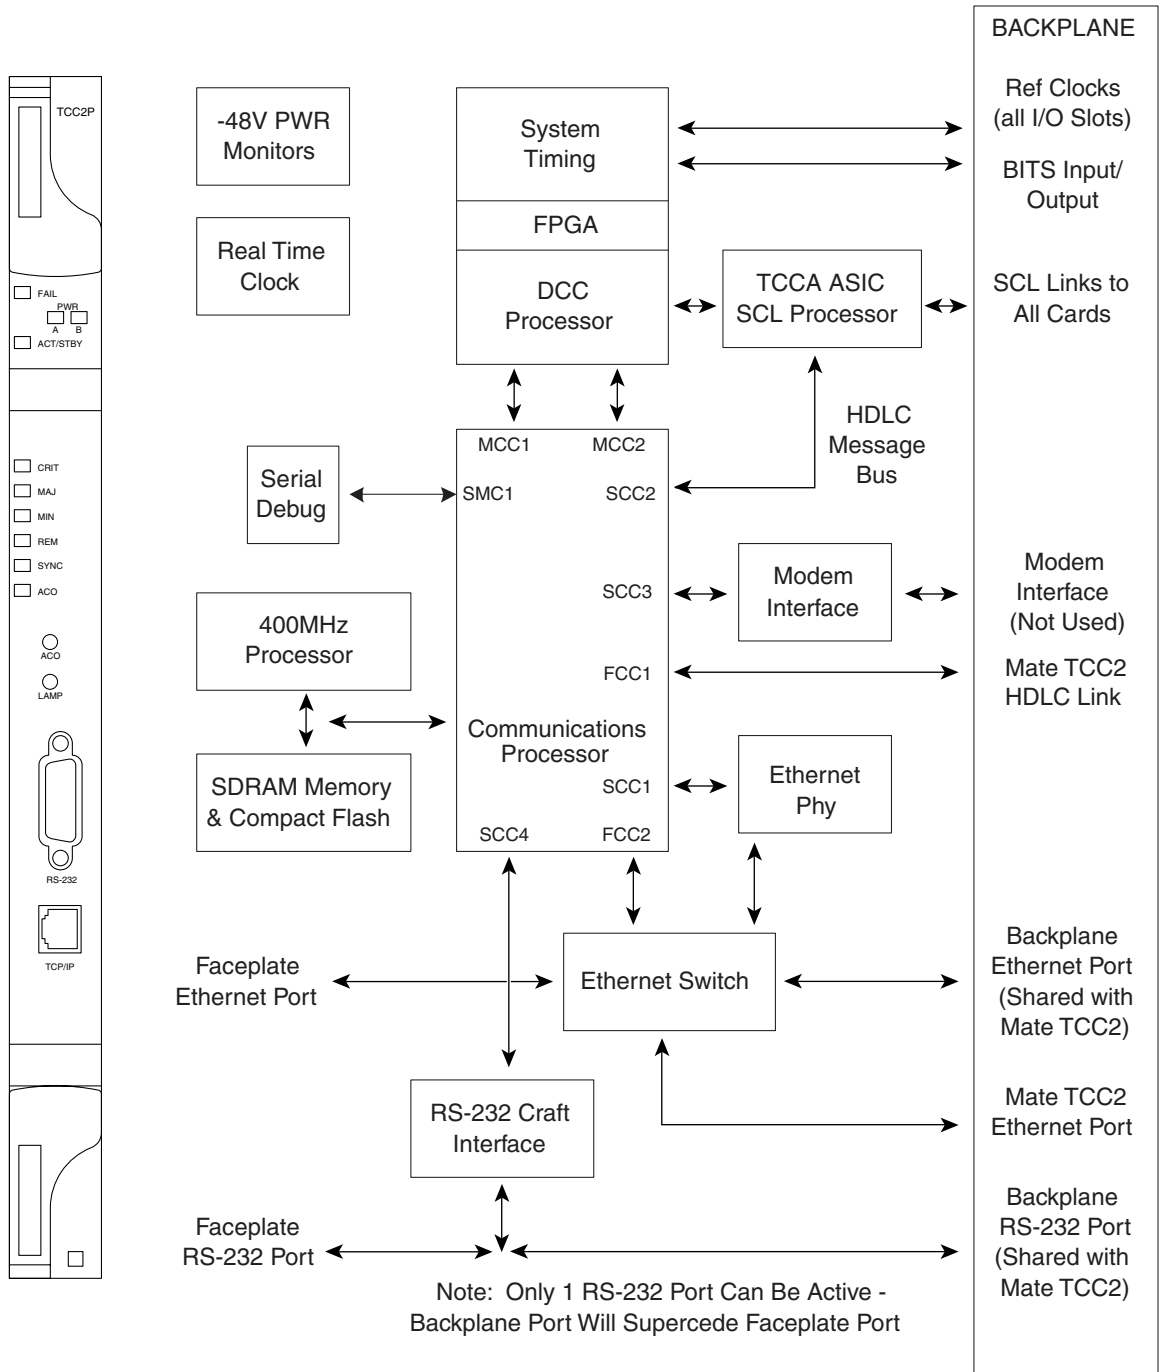 BACKPLANE
TCC2P
FAIL
PWR
A B
ACT/STBY
CRIT
MAJ
MIN
REM
SYNC
ACO
ACO
LAMP
RS-232
TCP/IP
-48V PWR
Monitors
Real Time
Clock
System
Timing
FPGA
DCC
Processor
TCCA ASIC
SCL Processor
Ref Clocks
(all I/O Slots)
BITS Input/
Output
SCL Links to
All Cards
HDLC
Message
Bus
Serial
Debug
MCC1
MCC2
SMC1
SCC2
SCC3
FCC1
Communications
Processor
SCC1
SCC4
FCC2
400MHz
Processor
SDRAM Memory
& Compact Flash
Modem
Interface
Modem
Interface
(Not Used)
Mate TCC2
HDLC Link
Ethernet
Phy
Faceplate
Ethernet Port
Ethernet Switch
Backplane
Ethernet Port
(Shared with
Mate TCC2)
RS-232 Craft
Interface
Mate TCC2
Ethernet Port
Faceplate
RS-232 Port
Backplane
RS-232 Port
(Shared with
Mate TCC2)
Note: Only 1 RS-232 Port Can Be Active -
Backplane Port Will Supercede Faceplate Port